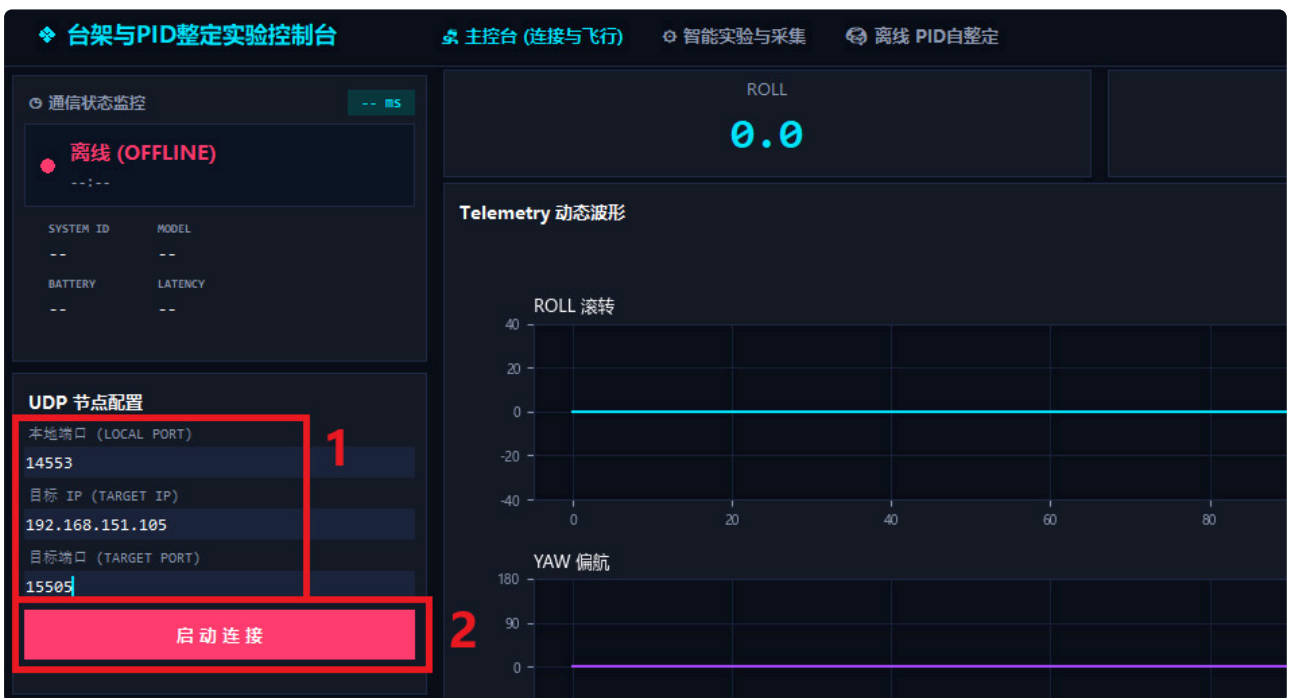 台架与PID整定实验控制台
主控台 (连接与飞行)
智能实验与采集
离线 PID自整定
通信状态监控
-- ms
离线 (OFFLINE)
--:--
SYSTEM ID
MODEL
--
--
BATTERY
LATENCY
--
--
UDP 节点配置
本地端口 (LOCAL PORT)
14553
目标 IP (TARGET IP)
192.168.151.105
目标端口 (TARGET PORT)
15505
启动连接
1
2
ROLL
0.0
Telemetry 动态波形
ROLL 滚转
40
20
0
-20
-40
0
20
40
60
80
YAW 偏航
180
90
0